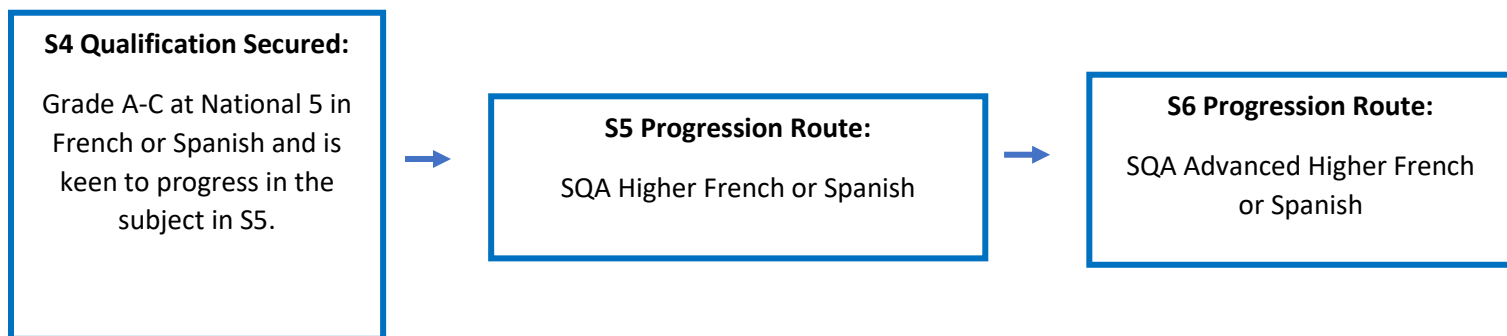 S4 Qualification Secured:
Grade A-C at National 5 in
French or Spanish and is
keen to progress in the
subject in S5.
S5 Progression Route:
SQA Higher French or Spanish
S6 Progression Route:
SQA Advanced Higher French
or Spanish